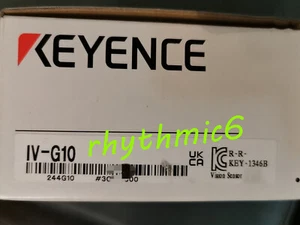 KEYENCE
rhythmic6
IV-G10
UK
CA
R-R-
KEY-1346B
Vision Sensor
244G10